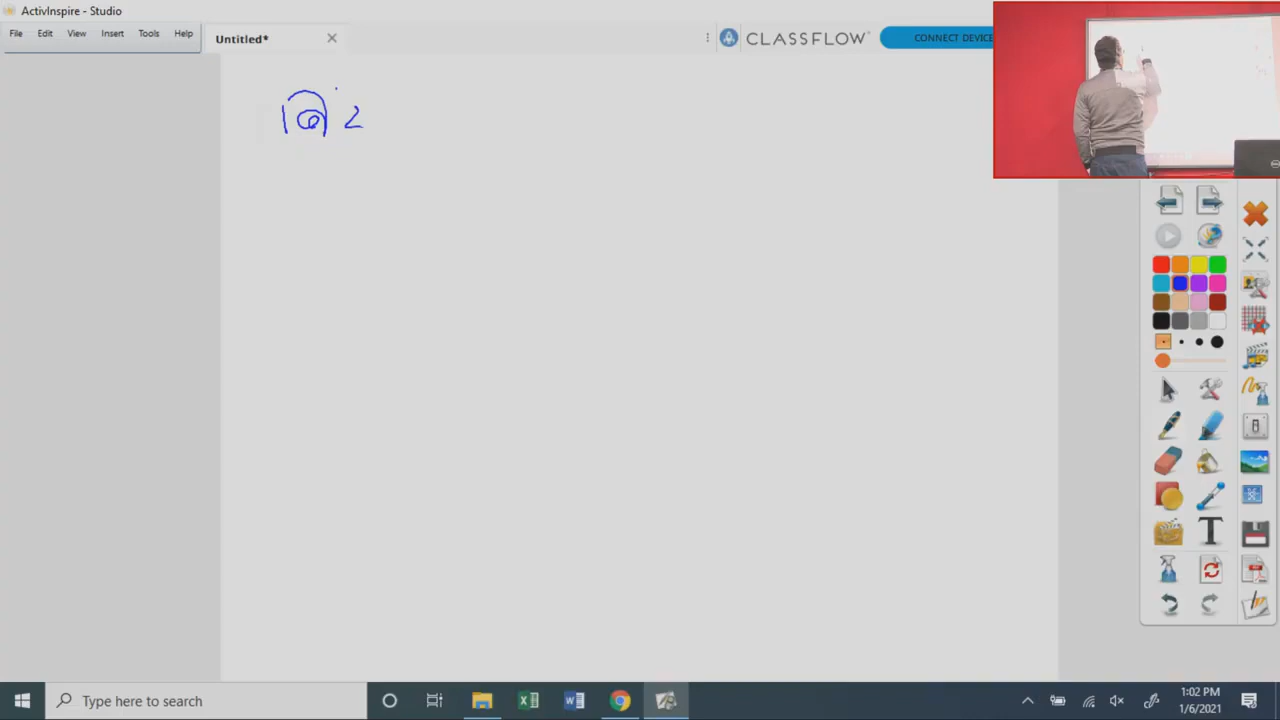 ActivInspire - Studio
File Edit View Insert Tools Help
Untitled*
CLASSFLOW
CONNECT DEVICE
T
Type here to search
1:02 PM
1/6/2021